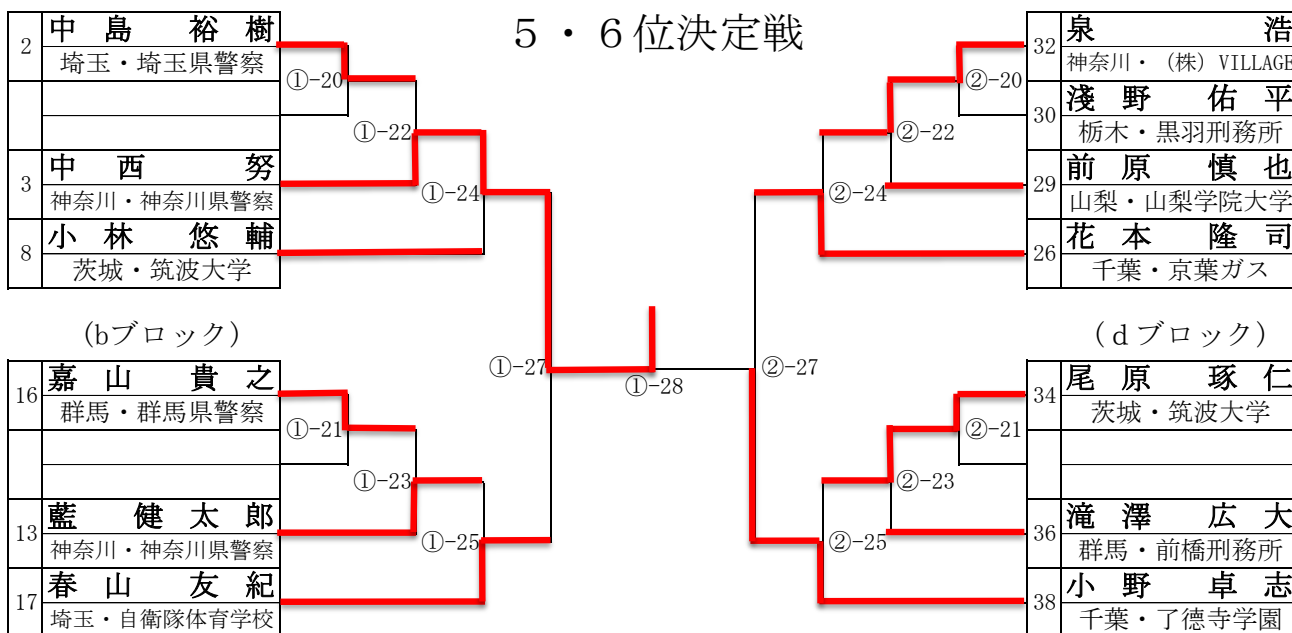 5・6位決定戦
2
中島 裕樹
埼玉・埼玉県警察
3
中西 努
神奈川・神奈川県警察
8
小林 悠輔
茨城・筑波大学
①-20
①-22
①-24
(bブロック)
16
嘉山 貴之
群馬・群馬県警察
13
藍 健太郎
神奈川・神奈川県警察
17
春山 友紀
埼玉・自衛隊体育学校
①-21
①-23
①-25
①-27
①-28
②-27
32
泉 浩
神奈川・(株)VILLAGE
30
淺野 佑平
栃木・黒羽刑務所
29
前原 慎也
山梨・山梨学院大学
26
花本 隆司
千葉・京葉ガス
②-20
②-22
②-24
(dブロック)
34
尾原 琢仁
茨城・筑波大学
36
滝澤 広大
群馬・前橋刑務所
38
小野 卓志
千葉・了德寺学園
②-21
②-23
②-25